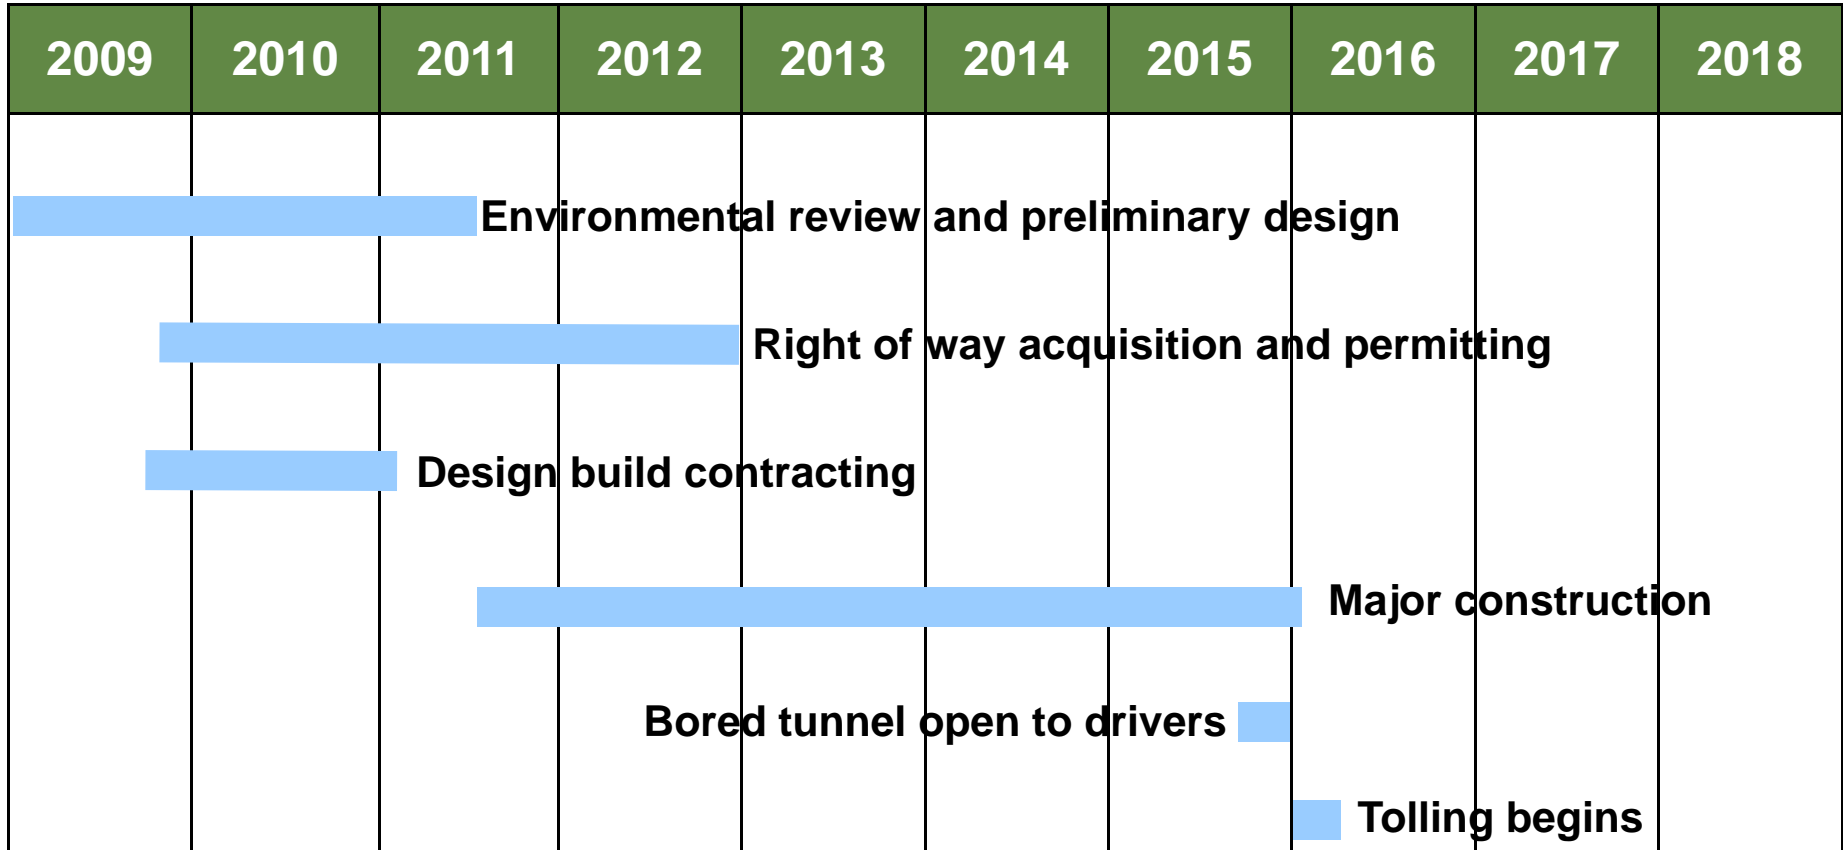 2009 2010 2011 2012 2013 2014 2015 2016 2017 2018
Environmental review and preliminary design
Right of way acquisition and permitting
Design build contracting
Major construction
Bored tunnel open to drivers
Tolling begins